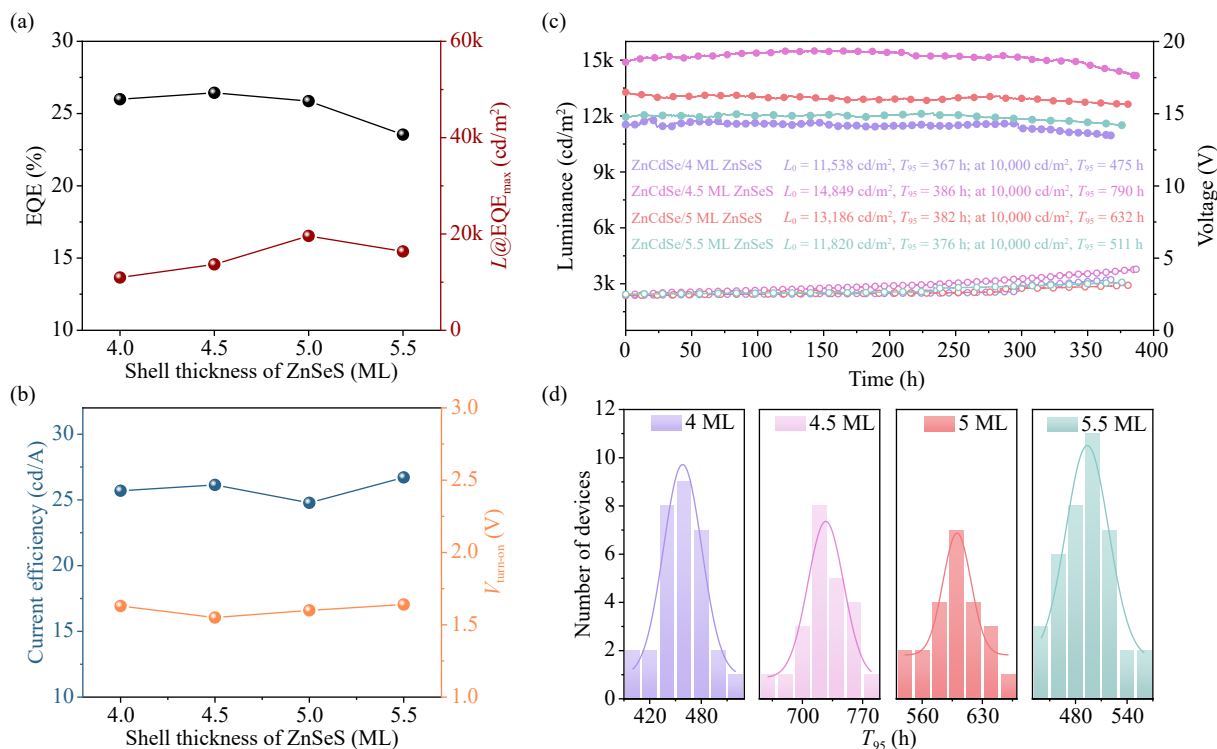 (a)
30
25
20
15
10
EQE (%)
60k
40k
20k
0
L@EQEmax (cd/m²)
4.0 4.5 5.0 5.5
Shell thickness of ZnSeS (ML)
(b)
30
25
20
15
10
Current efficiency (cd/A)
3.0
2.5
2.0
1.5
1.0
Vturn-on (V)
4.0 4.5 5.0 5.5
Shell thickness of ZnSeS (ML)
(c)
15k
12k
9k
6k
3k
Luminance (cd/m²)
20
15
10
5
0
Voltage (V)
ZnCdSe/4 ML ZnSeS L₀ = 11,538 cd/m², T₉₅ = 367 h; at 10,000 cd/m², T₉₅ = 475 h
ZnCdSe/4.5 ML ZnSeS L₀ = 14,849 cd/m², T₉₅ = 386 h; at 10,000 cd/m², T₉₅ = 790 h
ZnCdSe/5 ML ZnSeS L₀ = 13,186 cd/m², T₉₅ = 382 h; at 10,000 cd/m², T₉₅ = 632 h
ZnCdSe/5.5 ML ZnSeS L₀ = 11,820 cd/m², T₉₅ = 376 h; at 10,000 cd/m², T₉₅ = 511 h
0 50 100 150 200 250 300 350 400
Time (h)
(d)
12
10
8
6
4
2
0
Number of devices
4 ML
4.5 ML
5 ML
5.5 ML
420 480 700 770 560 630 480 540
T₉₅ (h)